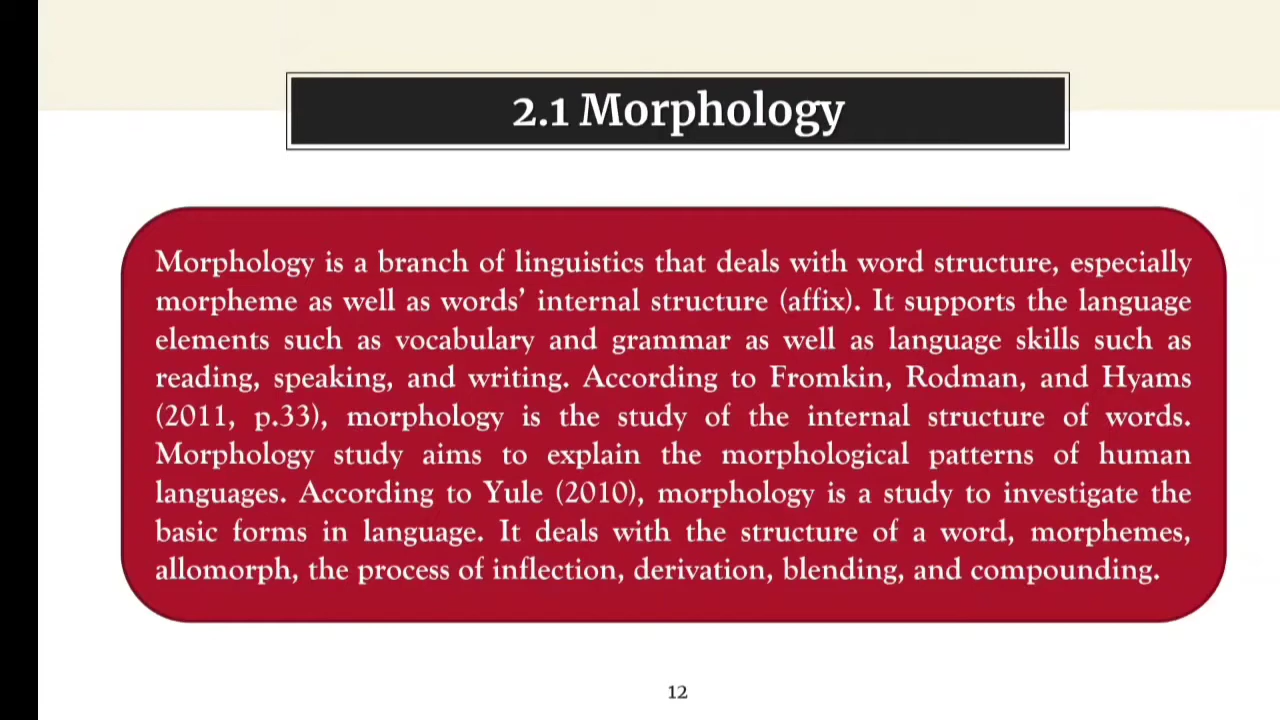 2.1 Morphology
Morphology is a branch of linguistics that deals with word structure, especially
morpheme as well as words’ internal structure (affix). It supports the language
elements such as vocabulary and grammar as well as language skills such as
reading, speaking, and writing. According to Fromkin, Rodman, and Hyams
(2011, p.33), morphology is the study of the internal structure of words.
Morphology study aims to explain the morphological patterns of human
languages. According to Yule (2010), morphology is a study to investigate the
basic forms in language. It deals with the structure of a word, morphemes,
allomorph, the process of inflection, derivation, blending, and compounding.
12